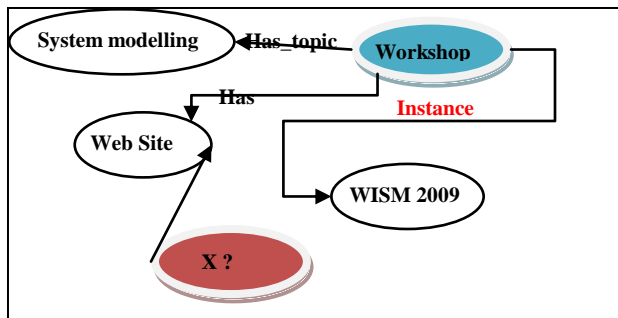 System modelling
Has_topic
Workshop
Has
Instance
Web Site
WISM 2009
X ?